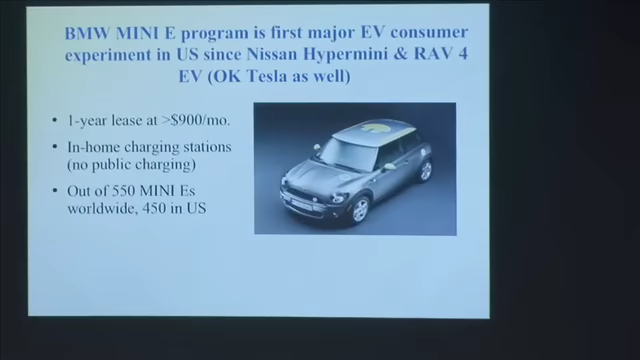 BMW MINI E program is first major EV consumer
experiment in US since Nissan Hypermini & RAV 4
EV (OK Tesla as well)
• 1-year lease at >$900/mo.
• In-home charging stations
(no public charging)
• Out of 550 MINI Es
worldwide, 450 in US